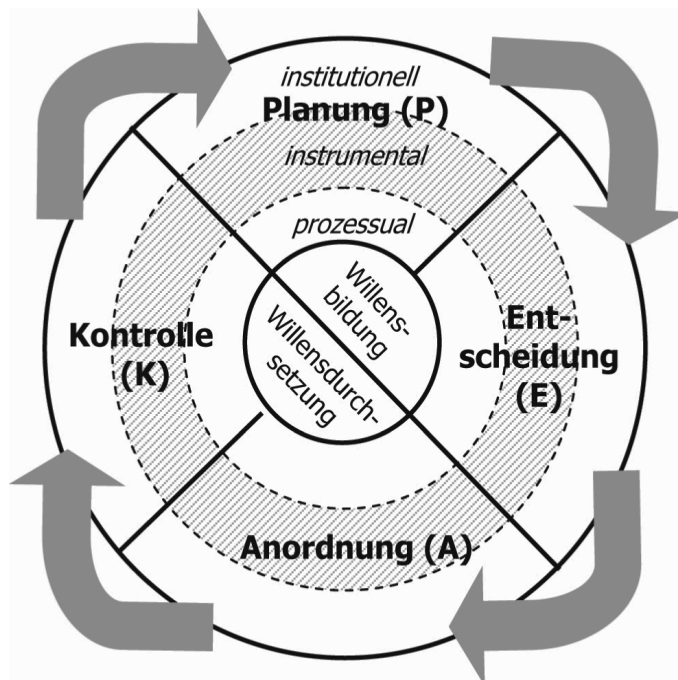 institutionell
Planung (P)
instrumental
prozessual
Willens-
bildung
Willensdurch-
setzung
Kontrolle
(K)
Ent-
scheidung
(E)
Anordnung (A)